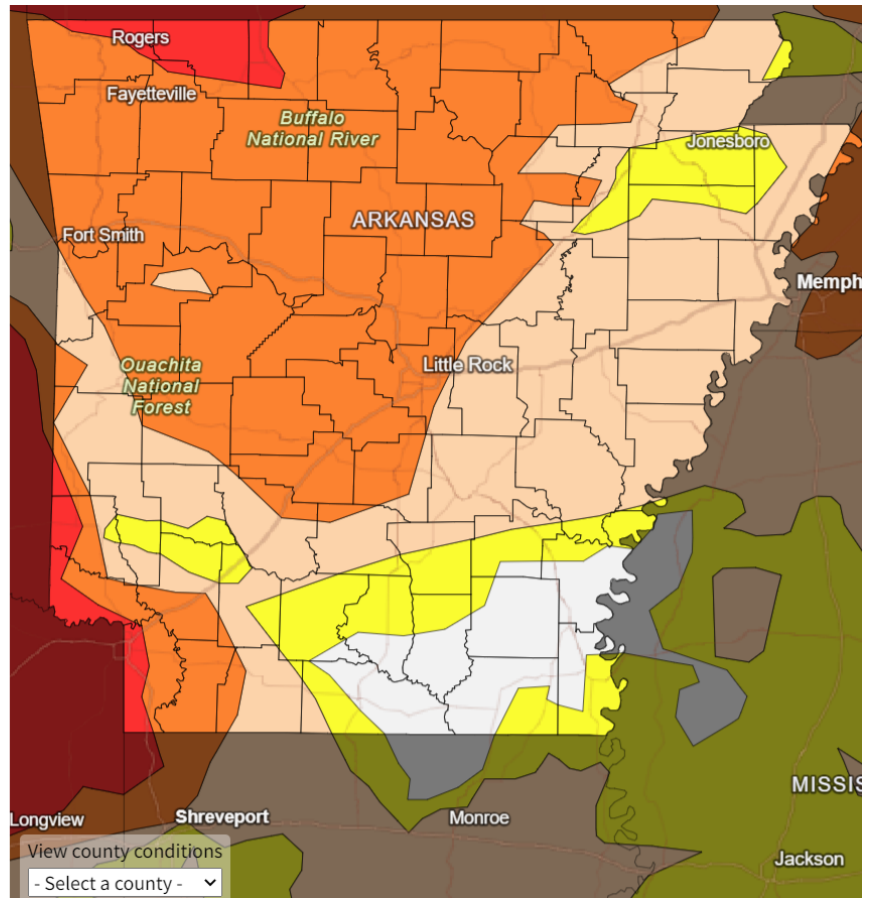 Rogers
Fayetteville
Buffalo
National River
Jonesboro
ARKANSAS
Fort Smith
Memph
Little Rock
Ouachita
National
Forest
MISSIS
Longview
Shreveport
Monroe
View county conditions
Jackson
- Select a county -